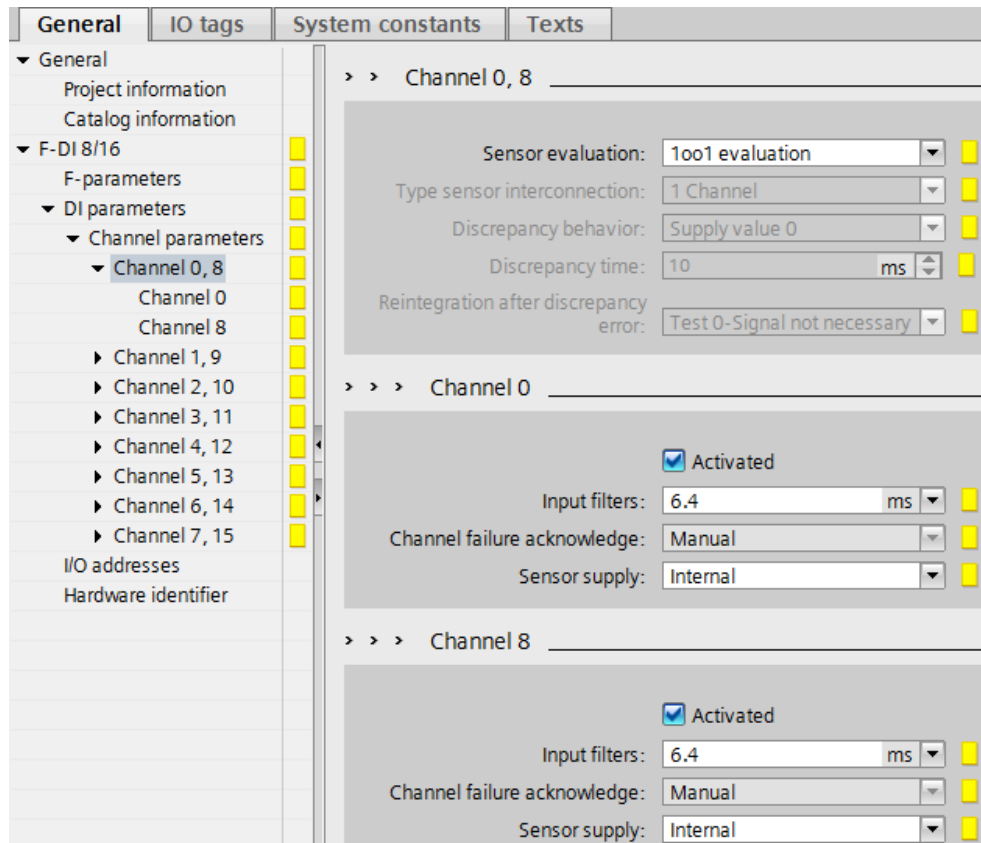 General IO tags System constants Texts
General
Project information
Catalog information
F-DI 8/16
F-parameters
DI parameters
Channel parameters
Channel 0, 8
Channel 0
Channel 8
Channel 1, 9
Channel 2, 10
Channel 3, 11
Channel 4, 12
Channel 5, 13
Channel 6, 14
Channel 7, 15
I/O addresses
Hardware identifier
> > Channel 0, 8
Sensor evaluation: 1oo1 evaluation
Type sensor interconnection: 1 Channel
Discrepancy behavior: Supply value 0
Discrepancy time: 10 ms
Reintegration after discrepancy
error: Test 0-Signal not necessary
> > > Channel 0
Activated
Input filters: 6.4 ms
Channel failure acknowledge: Manual
Sensor supply: Internal
> > > Channel 8
Activated
Input filters: 6.4 ms
Channel failure acknowledge: Manual
Sensor supply: Internal